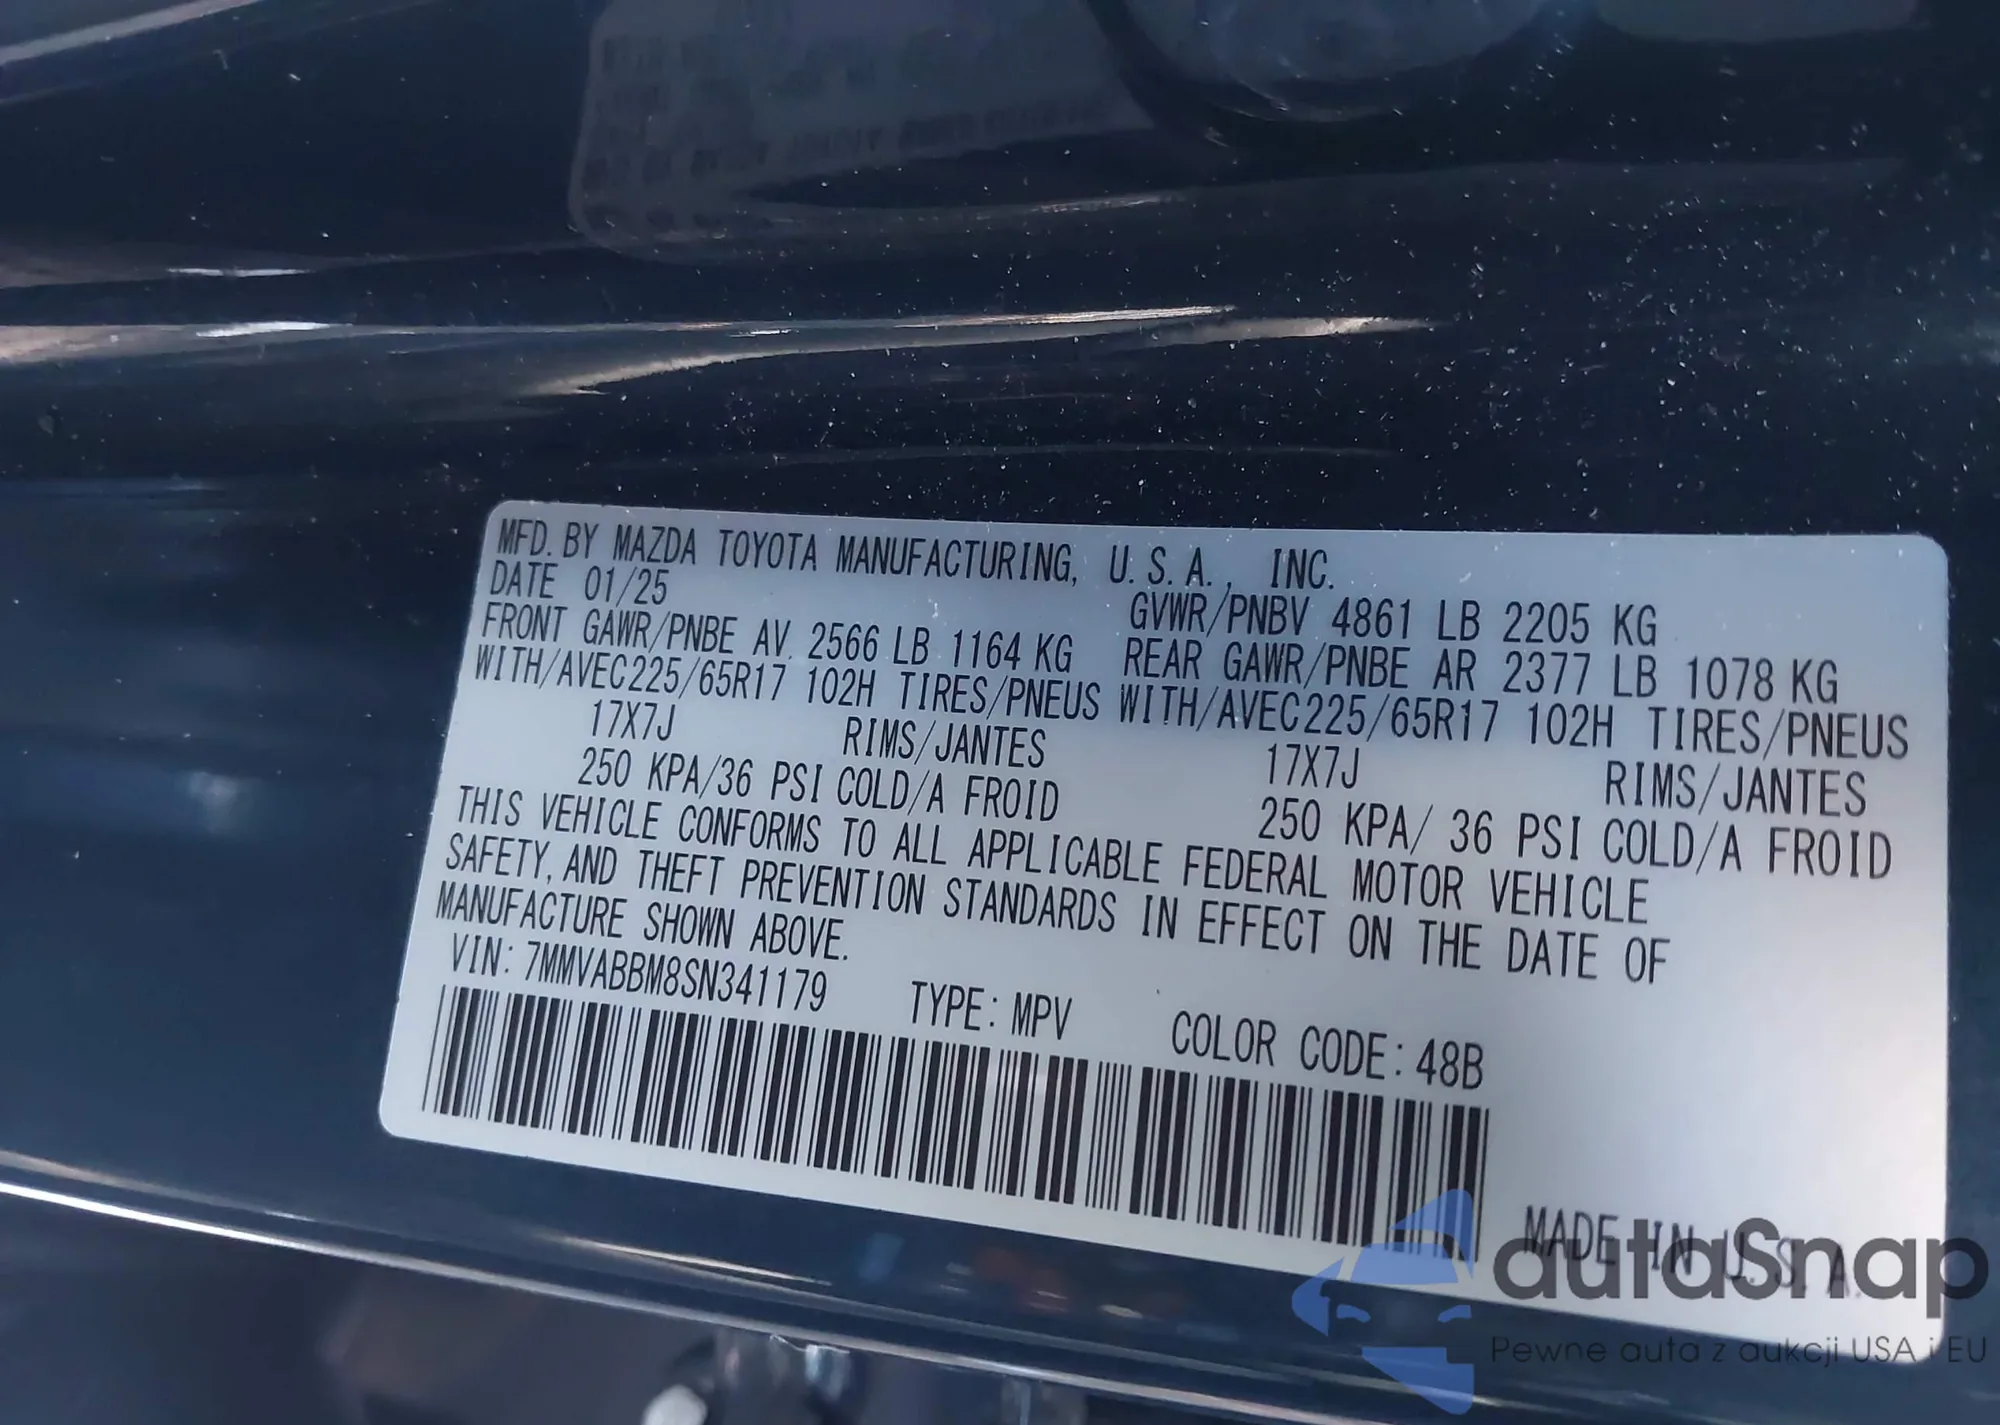 MFD. BY MAZDA TOYOTA MANUFACTURING, U.S.A., INC.
DATE 01/25 GVWR/PNBV 4861 LB 2205 KG
FRONT GAWR/PNBE AV. 2566 LB 1164 KG REAR GAWR/PNBE AR 2377 LB 1078 KG
WITH/AVEC225/65R17 102H TIRES/PNEUS WITH/AVEC225/65R17 102H TIRES/PNEUS
17X7J RIMS/JANTES 17X7J RIMS/JANTES
250 KPA/36 PSI COLD/A FROID 250 KPA/ 36 PSI COLD/A FROID
THIS VEHICLE CONFORMS TO ALL APPLICABLE FEDERAL MOTOR VEHICLE
SAFETY, AND THEFT PREVENTION STANDARDS IN EFFECT ON THE DATE OF
MANUFACTURE SHOWN ABOVE.
VIN: 7MMVABBM8SN341179 TYPE: MPV COLOR CODE: 48B
MADE IN U.S.A.
autaSnap
Pewne auta z aukcji USA i EU